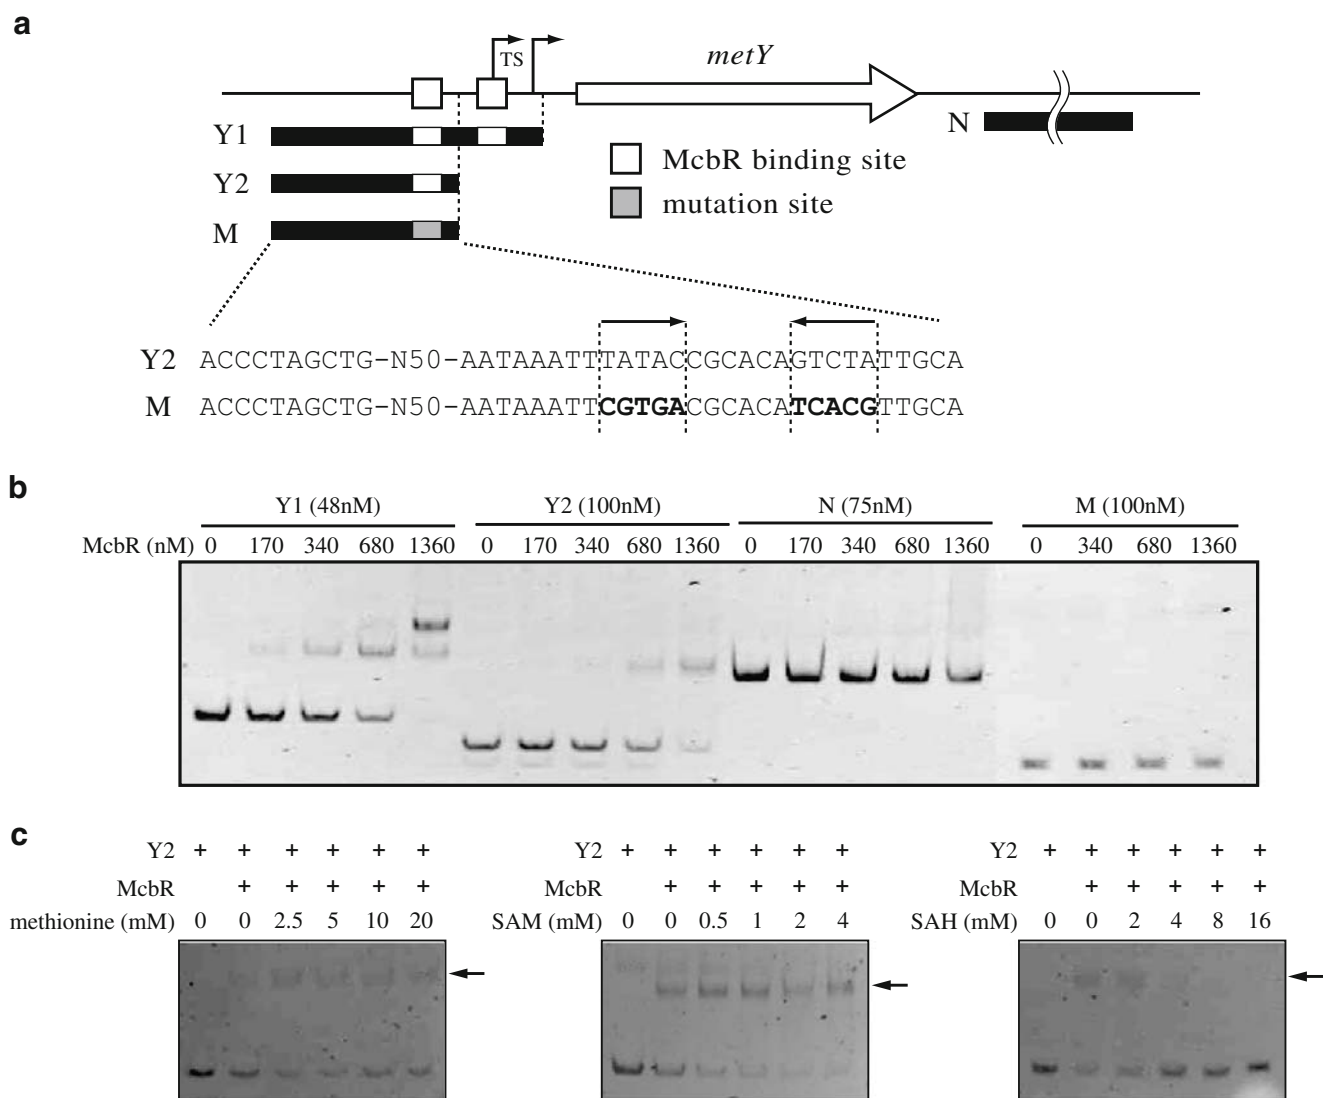 a
TS
metY
Y1
N
McbR binding site
Y2
mutation site
M
Y2 ACCCTAGCTG-N50-AATAAATTTATACCGCACAGTCTATTGCA
M ACCCTAGCTG-N50-AATAAATTCGTGACGCACATCACGTTGCA
b
Y1 (48nM) Y2 (100nM) N (75nM) M (100nM)
McbR (nM) 0 170 340 680 1360 0 170 340 680 1360 0 170 340 680 1360 0 340 680 1360
c
Y2 + + + + + + Y2 + + + + + + Y2 + + + + + +
McbR + + + + + McbR + + + + + McbR + + + + +
methionine (mM) 0 0 2.5 5 10 20 SAM (mM) 0 0 0.5 1 2 4 SAH (mM) 0 0 2 4 8 16